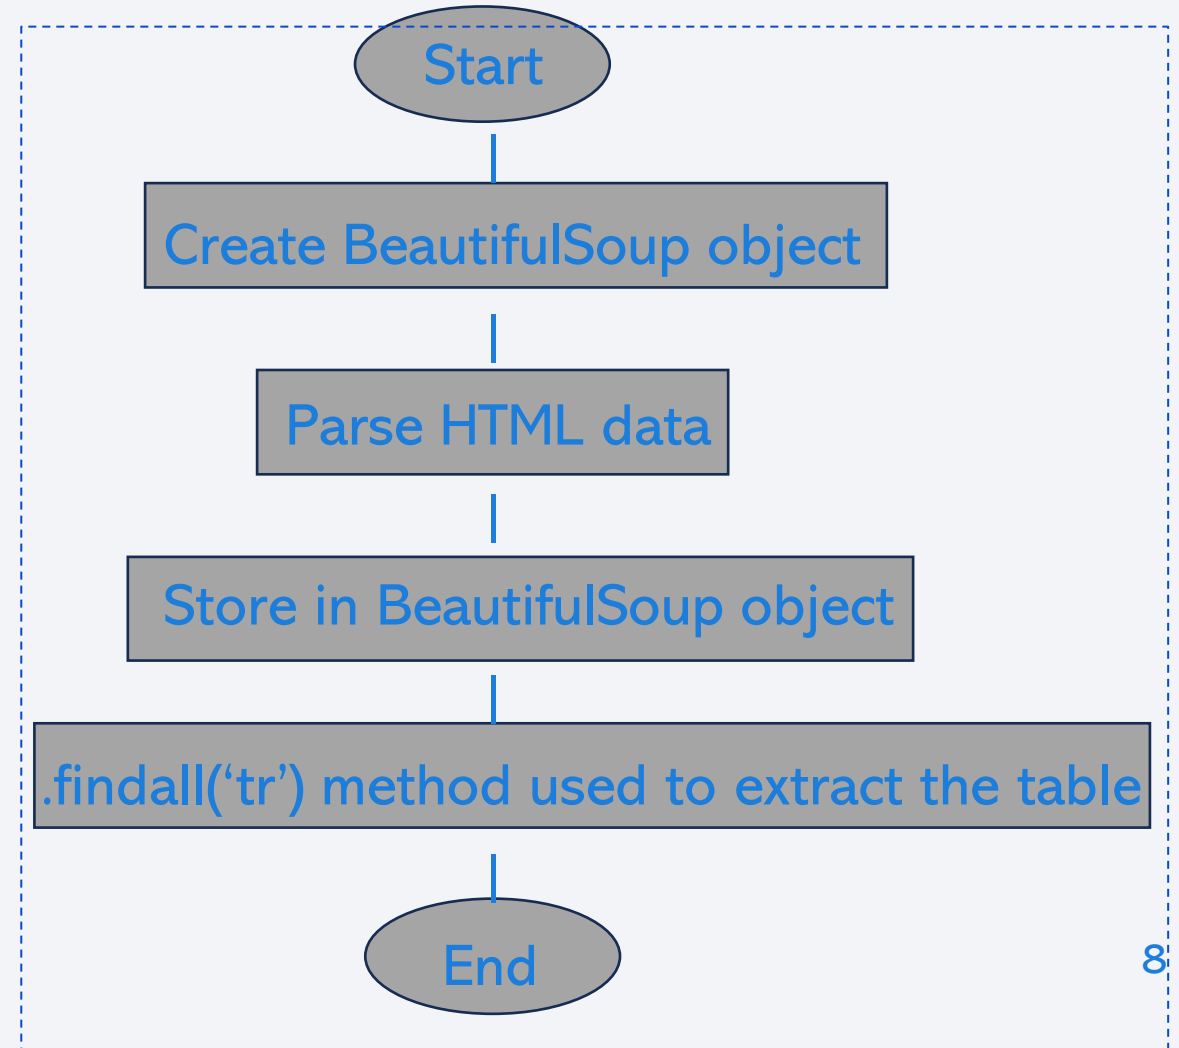 Start
Create BeautifulSoup object
Parse HTML data
Store in BeautifulSoup object
.findall(‘tr’) method used to extract the table
End
8